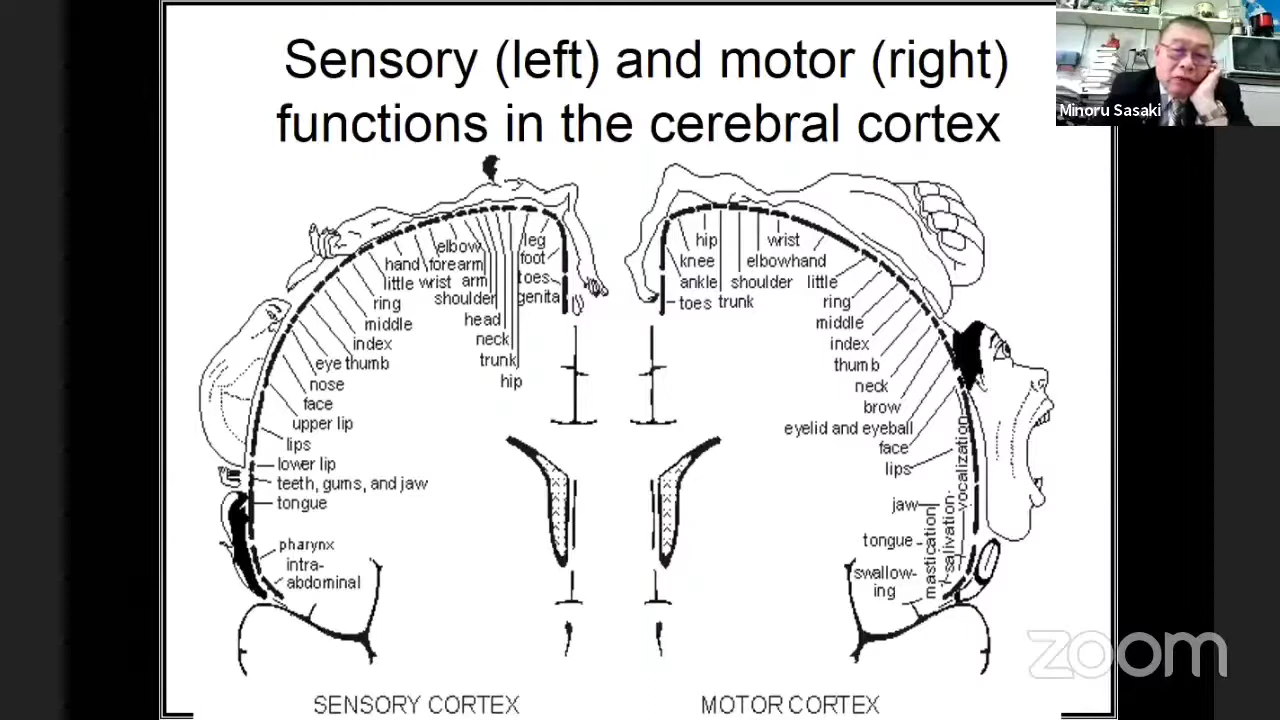 Sensory (left) and motor (right)
functions in the cerebral cortex
Minoru Sasaki
elbow
hand forearm
little wrist arm
ring shoulder
middle head
index neck
eye thumb trunk
nose hip
face
upper lip
lips
lower lip
teeth, gums, and jaw
tongue
pharynx
intra-
abdominal
leg
foot
toes
genitalia
hip wrist
knee elbow hand
ankle shoulder little
toes trunk ring
middle
index
thumb
neck
brow
eyelid and eyeball
face
lips
jaw
tongue
swallow-
ing
mastication
salivation
vocalization
SENSORY CORTEX
MOTOR CORTEX
zoom